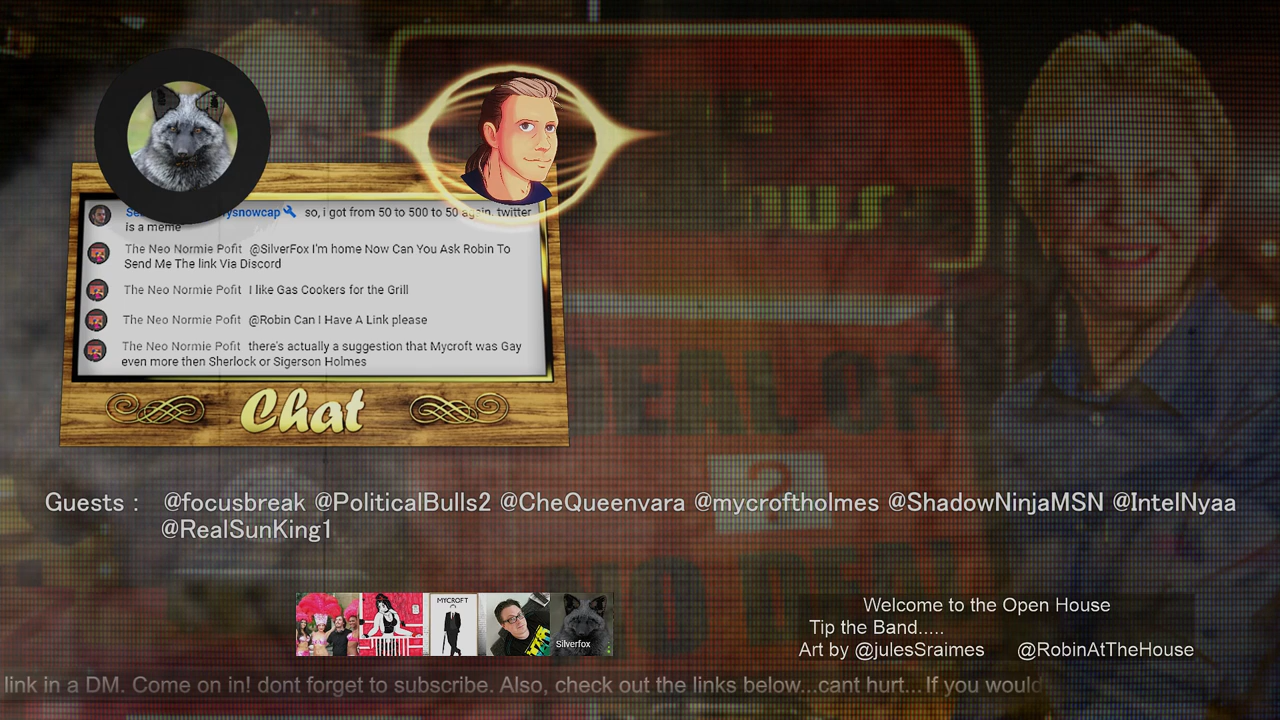 so, i got from 50 to 500 to 50 again, twitter
is a meme
The Neo Normie Pofit @SilverFox I'm home Now Can You Ask Robin To
Send Me The link Via Discord
The Neo Normie Pofit I like Gas Cookers for the Grill
The Neo Normie Pofit @Robin Can I Have A Link please
The Neo Normie Pofit there's actually a suggestion that Mycroft was Gay
even more then Sherlock or Sigerson Holmes
Chat
DEAL OR
?
NO DEAL
Guests : @focusbreak @PoliticalBulls2 @CheQueenvara @mycroftholmes @ShadowNinjaMSN @IntelNyaa
@RealSunKing1
MYCROFT
Silverfox
Welcome to the Open House
Tip the Band.....
Art by @julesSraimes @RobinAtTheHouse
link in a DM. Come on in! dont forget to subscribe. Also, check out the links below...cant hurt... If you would